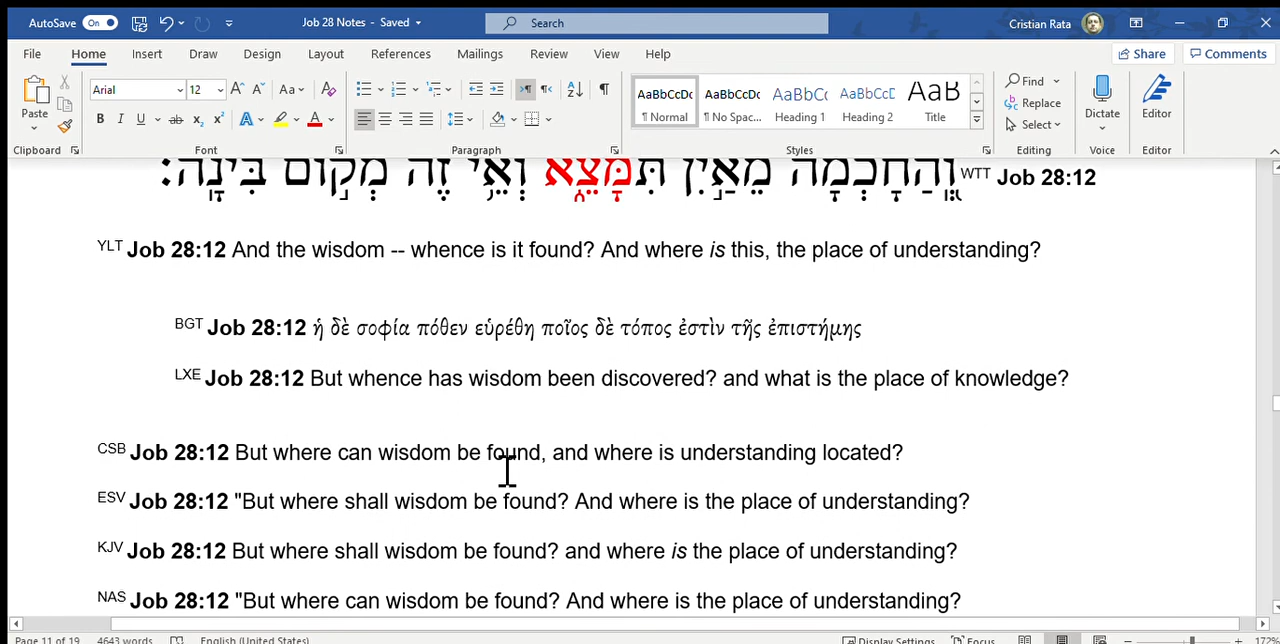 AutoSave On Job 28 Notes - Saved Search Cristian Rata
File Home Insert Draw Design Layout References Mailings Review View Help Share Comments
Paste Arial 12 Aa Find Replace Select Dictate Editor
AaBbCcDc AaBbCcDc AaBbCc AaBbCcD AaB
¶ Normal ¶ No Spac... Heading 1 Heading 2 Title
Clipboard Font Paragraph Styles Editing Voice Editor
WTT Job 28:12 וְֽהַחָכְמָה מֵאַ֣יִן תִּמָּצֵ֑א וְאֵ֥י זֶ֝ה מְק֣וֹם בִּינָֽה׃
YLT Job 28:12 And the wisdom -- whence is it found? And where is this, the place of understanding?
BGT Job 28:12 ἡ δὲ σοφία πόθεν εὑρέθη ποῖος δὲ τόπος ἐστὶν τῆς ἐπιστήμης
LXE Job 28:12 But whence has wisdom been discovered? and what is the place of knowledge?
CSB Job 28:12 But where can wisdom be found, and where is understanding located?
ESV Job 28:12 "But where shall wisdom be found? And where is the place of understanding?
KJV Job 28:12 But where shall wisdom be found? and where is the place of understanding?
NAS Job 28:12 "But where can wisdom be found? And where is the place of understanding?
Page 11 of 19 4643 words English (United States) Display Settings Focus 172%